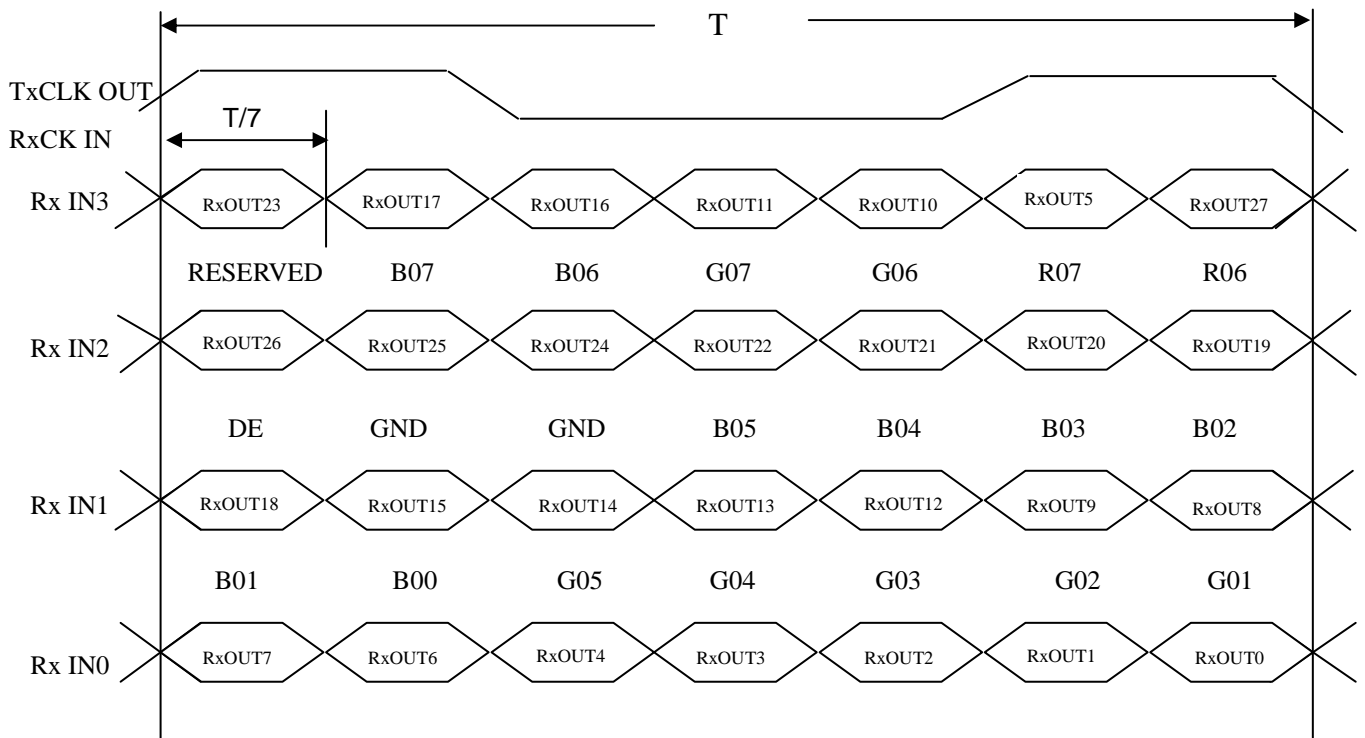 T
TxCLK OUT
T/7
RxCK IN
Rx IN3 RxOUT23 RxOUT17 RxOUT16 RxOUT11 RxOUT10 RxOUT5 RxOUT27
RESERVED B07 B06 G07 G06 R07 R06
Rx IN2 RxOUT26 RxOUT25 RxOUT24 RxOUT22 RxOUT21 RxOUT20 RxOUT19
DE GND GND B05 B04 B03 B02
Rx IN1 RxOUT18 RxOUT15 RxOUT14 RxOUT13 RxOUT12 RxOUT9 RxOUT8
B01 B00 G05 G04 G03 G02 G01
Rx IN0 RxOUT7 RxOUT6 RxOUT4 RxOUT3 RxOUT2 RxOUT1 RxOUT0